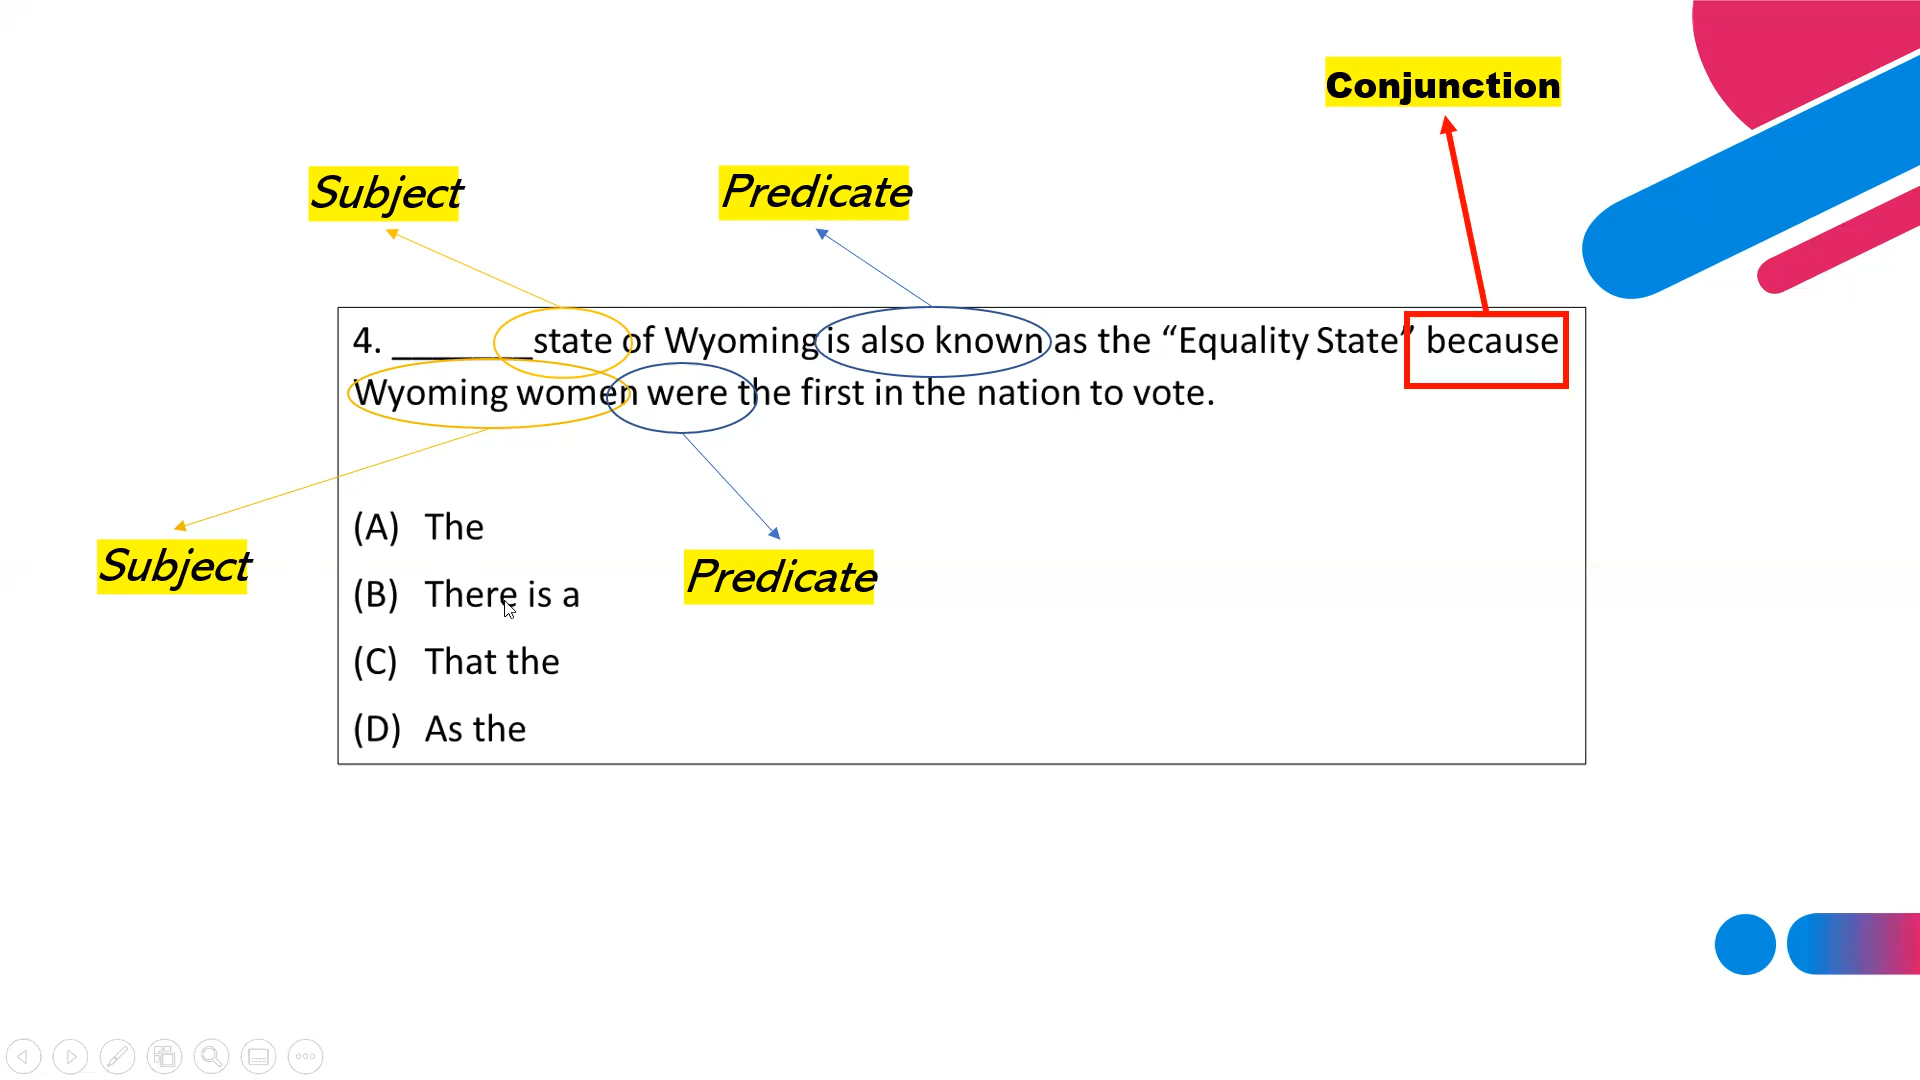 Conjunction
Subject
Predicate
4. _______state of Wyoming is also known as the “Equality State” because
Wyoming women were the first in the nation to vote.
(A) The
Subject
Predicate
(B) There is a
(C) That the
(D) As the